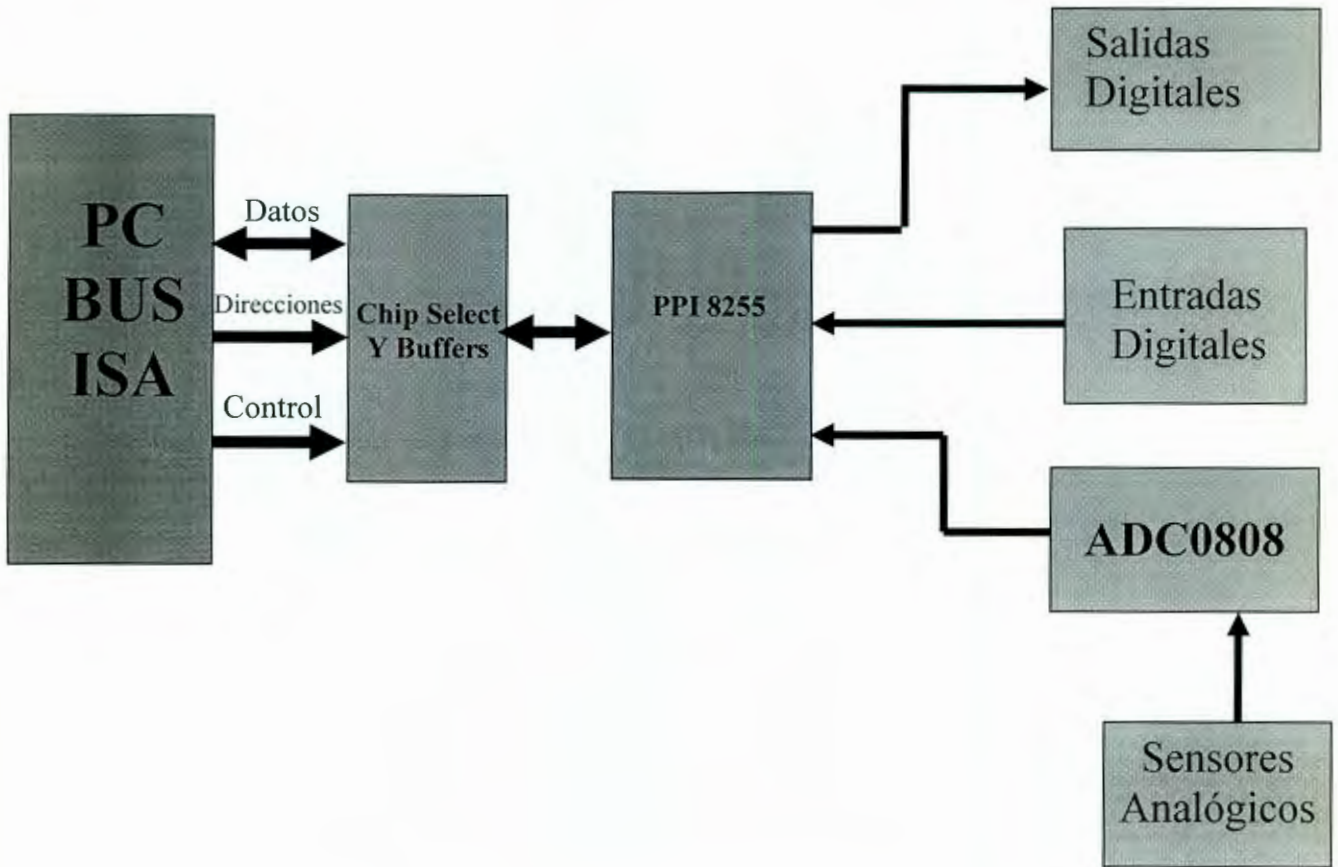 PC
BUS
ISA
Datos
Direcciones
Control
Chip Select
Y Buffers
PPI 8255
Salidas
Digitales
Entradas
Digitales
ADC0808
Sensores
Analógicos